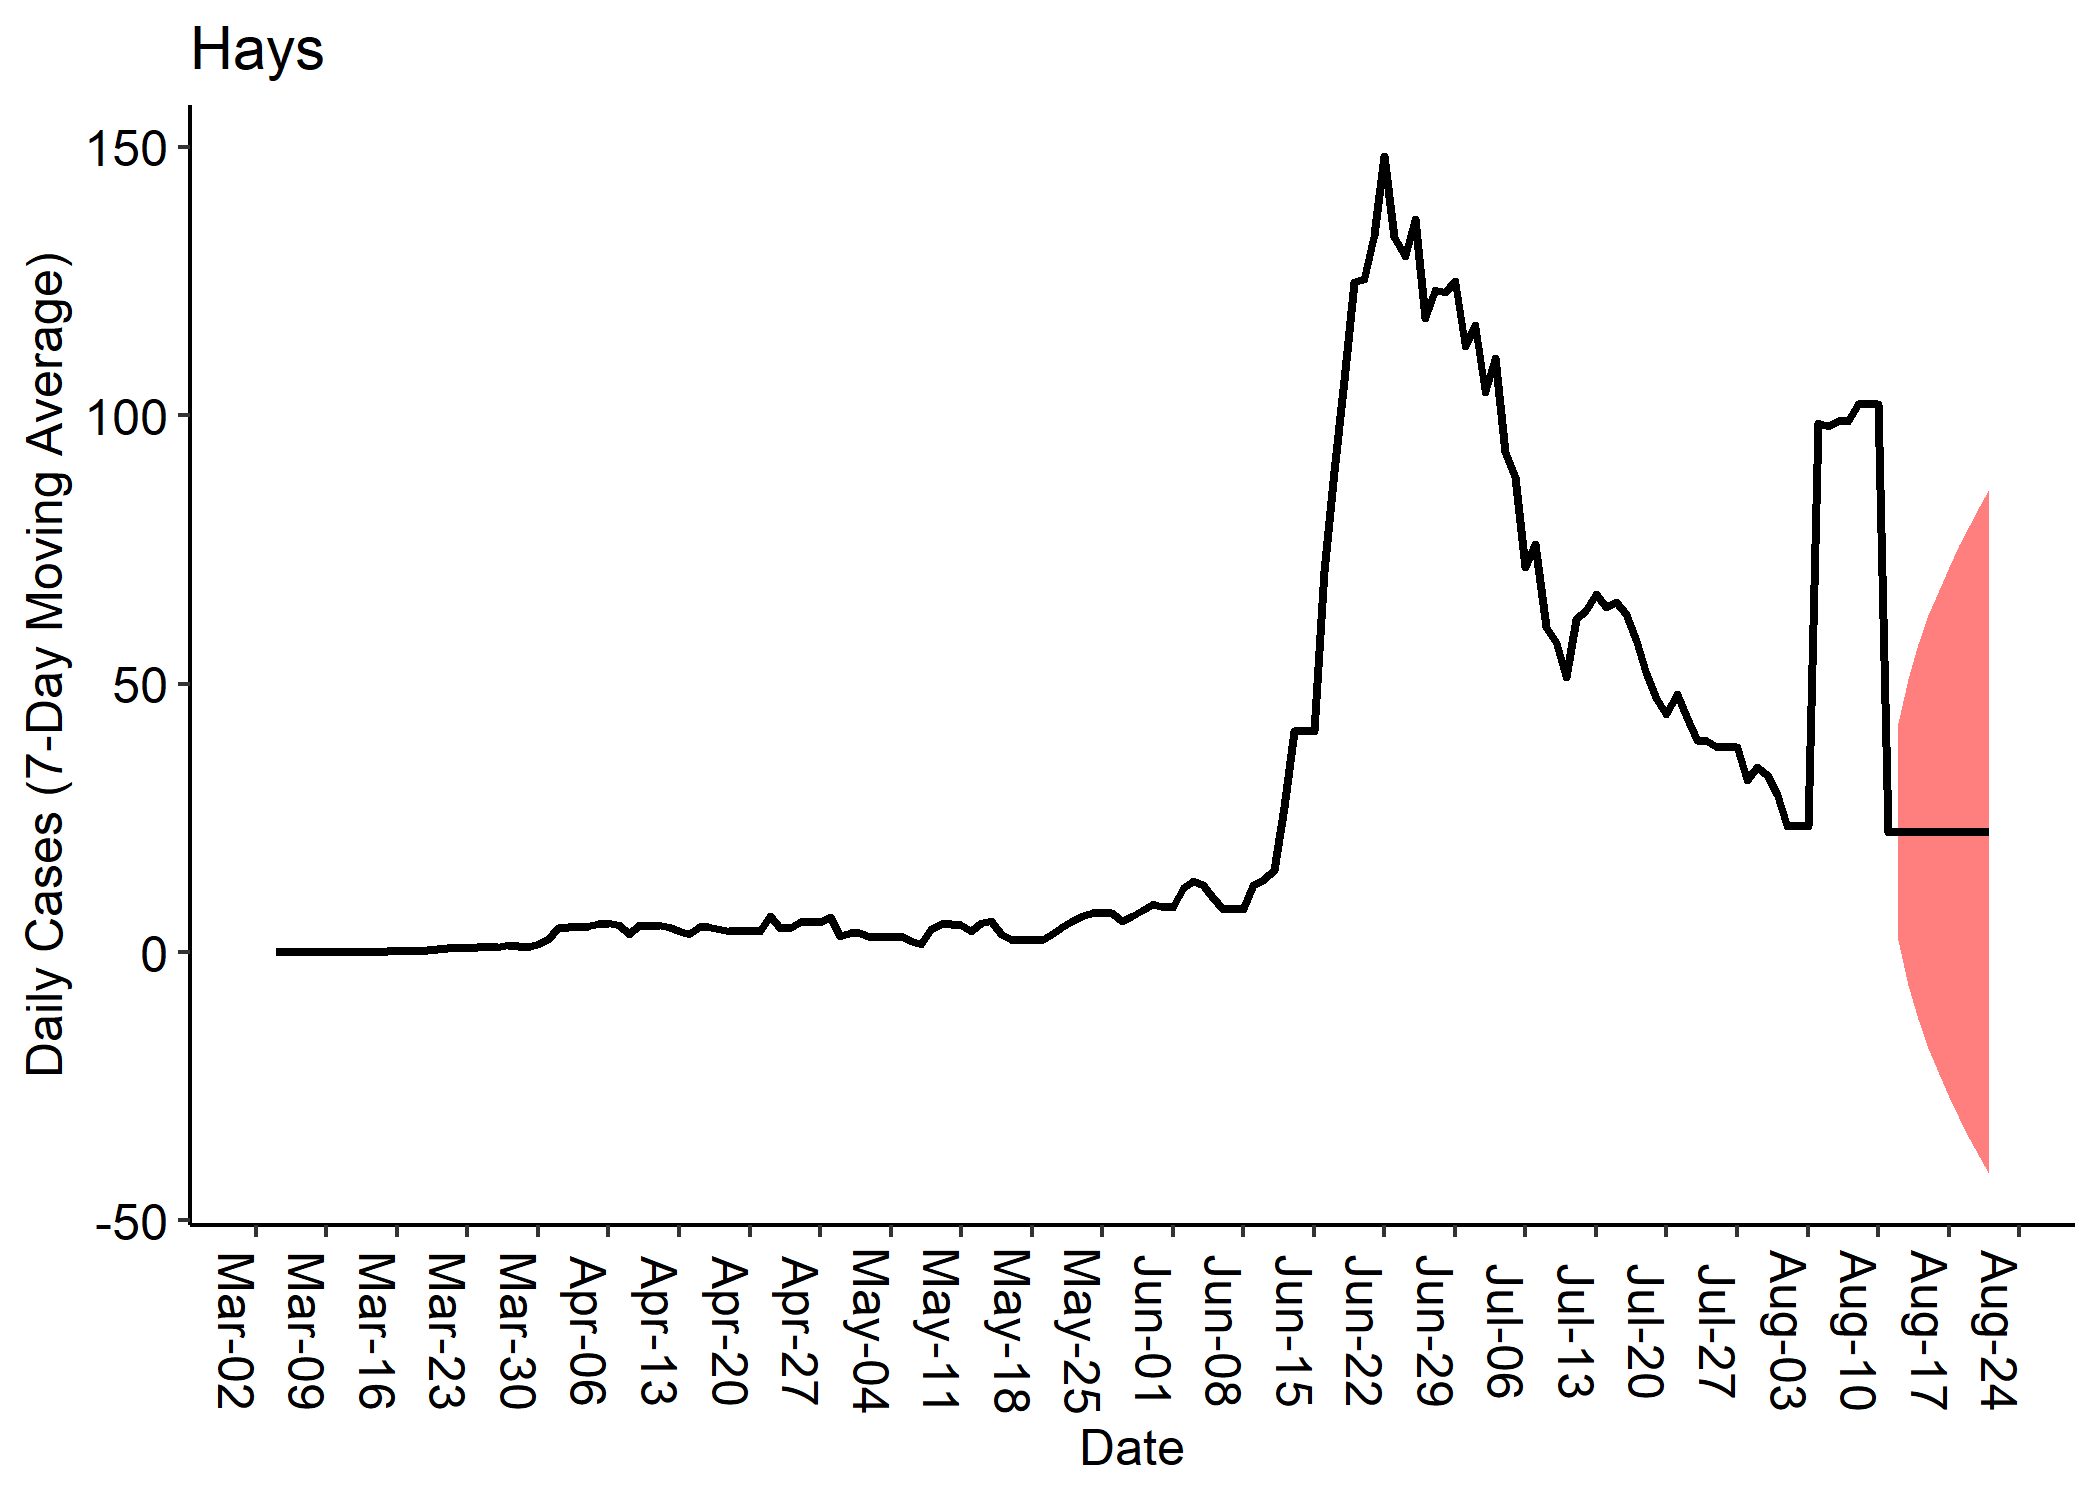 Hays
Daily Cases (7-Day Moving Average)
150
100
50
0
-50
Mar-02
Mar-09
Mar-16
Mar-23
Mar-30
Apr-06
Apr-13
Apr-20
Apr-27
May-04
May-11
May-18
May-25
Jun-01
Jun-08
Jun-15
Jun-22
Jun-29
Jul-06
Jul-13
Jul-20
Jul-27
Aug-03
Aug-10
Aug-17
Aug-24
Date